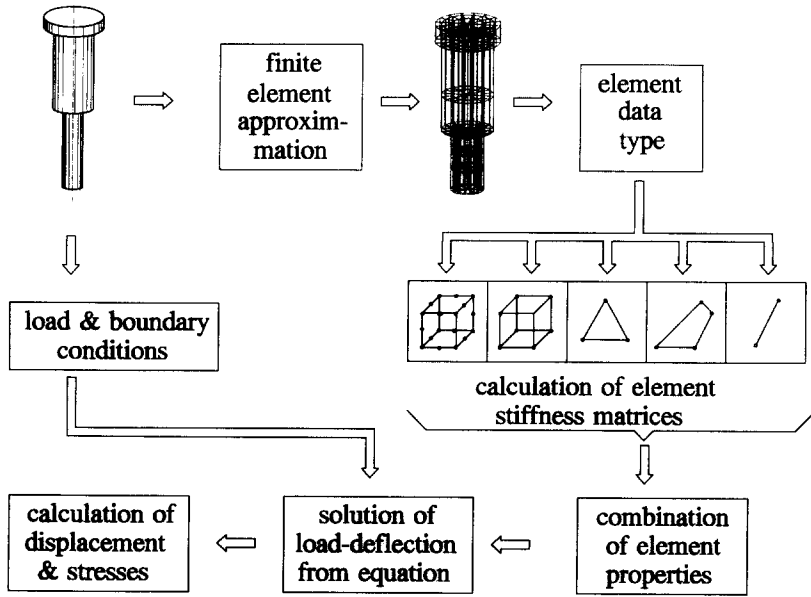 finite
element
approxim-
mation
element
data
type
load & boundary
conditions
calculation of element
stiffness matrices
calculation of
displacement
& stresses
solution of
load-deflection
from equation
combination
of element
properties